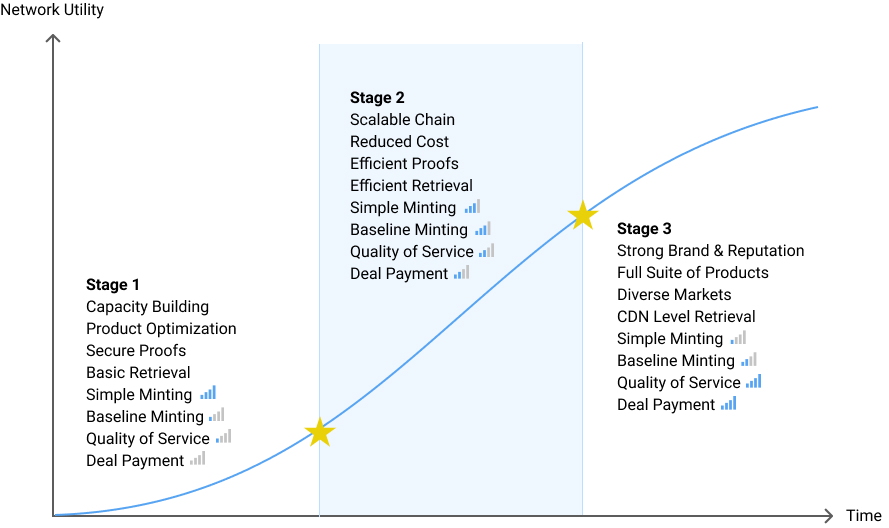 Network Utility
Stage 2
Scalable Chain
Reduced Cost
Efficient Proofs
Efficient Retrieval
Simple Minting
Baseline Minting
Quality of Service
Deal Payment
Stage 3
Strong Brand & Reputation
Full Suite of Products
Diverse Markets
CDN Level Retrieval
Simple Minting
Baseline Minting
Quality of Service
Deal Payment
Stage 1
Capacity Building
Product Optimization
Secure Proofs
Basic Retrieval
Simple Minting
Baseline Minting
Quality of Service
Deal Payment
Time